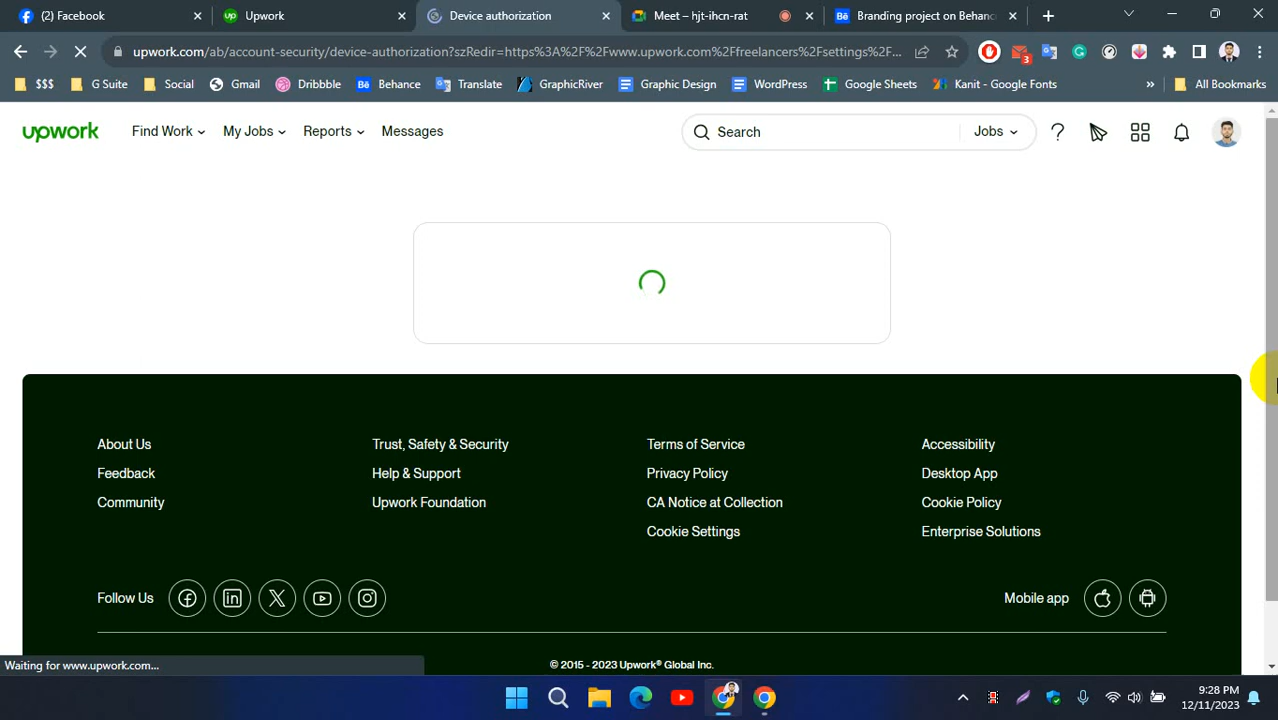 (2) Facebook
Upwork
Device authorization
Meet – hjt-ihcn-rat
Bē Branding project on Behanc
upwork.com/ab/account-security/device-authorization?szRedir=https%3A%2F%2Fwww.upwork.com%2Ffreelancers%2Fsettings%2F...
3
$$$
G Suite
Social
Gmail
Dribbble
Bē Behance
Translate
GraphicRiver
Graphic Design
WordPress
Google Sheets
Kanit - Google Fonts
»
All Bookmarks
upwork
Find Work
My Jobs
Reports
Messages
Search
Jobs
?
About Us
Trust, Safety & Security
Terms of Service
Accessibility
Feedback
Help & Support
Privacy Policy
Desktop App
Community
Upwork Foundation
CA Notice at Collection
Cookie Policy
Cookie Settings
Enterprise Solutions
Follow Us
Mobile app
Waiting for www.upwork.com...
© 2015 - 2023 Upwork® Global Inc.
9:28 PM
12/11/2023